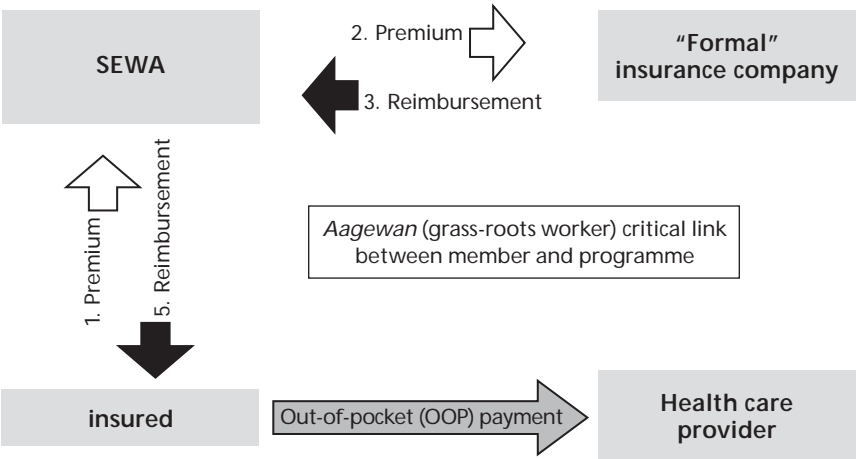 SEWA
2. Premium
“Formal”
insurance company
3. Reimbursement
1. Premium
5. Reimbursement
Aagewan (grass-roots worker) critical link
between member and programme
insured
Out-of-pocket (OOP) payment
Health care
provider